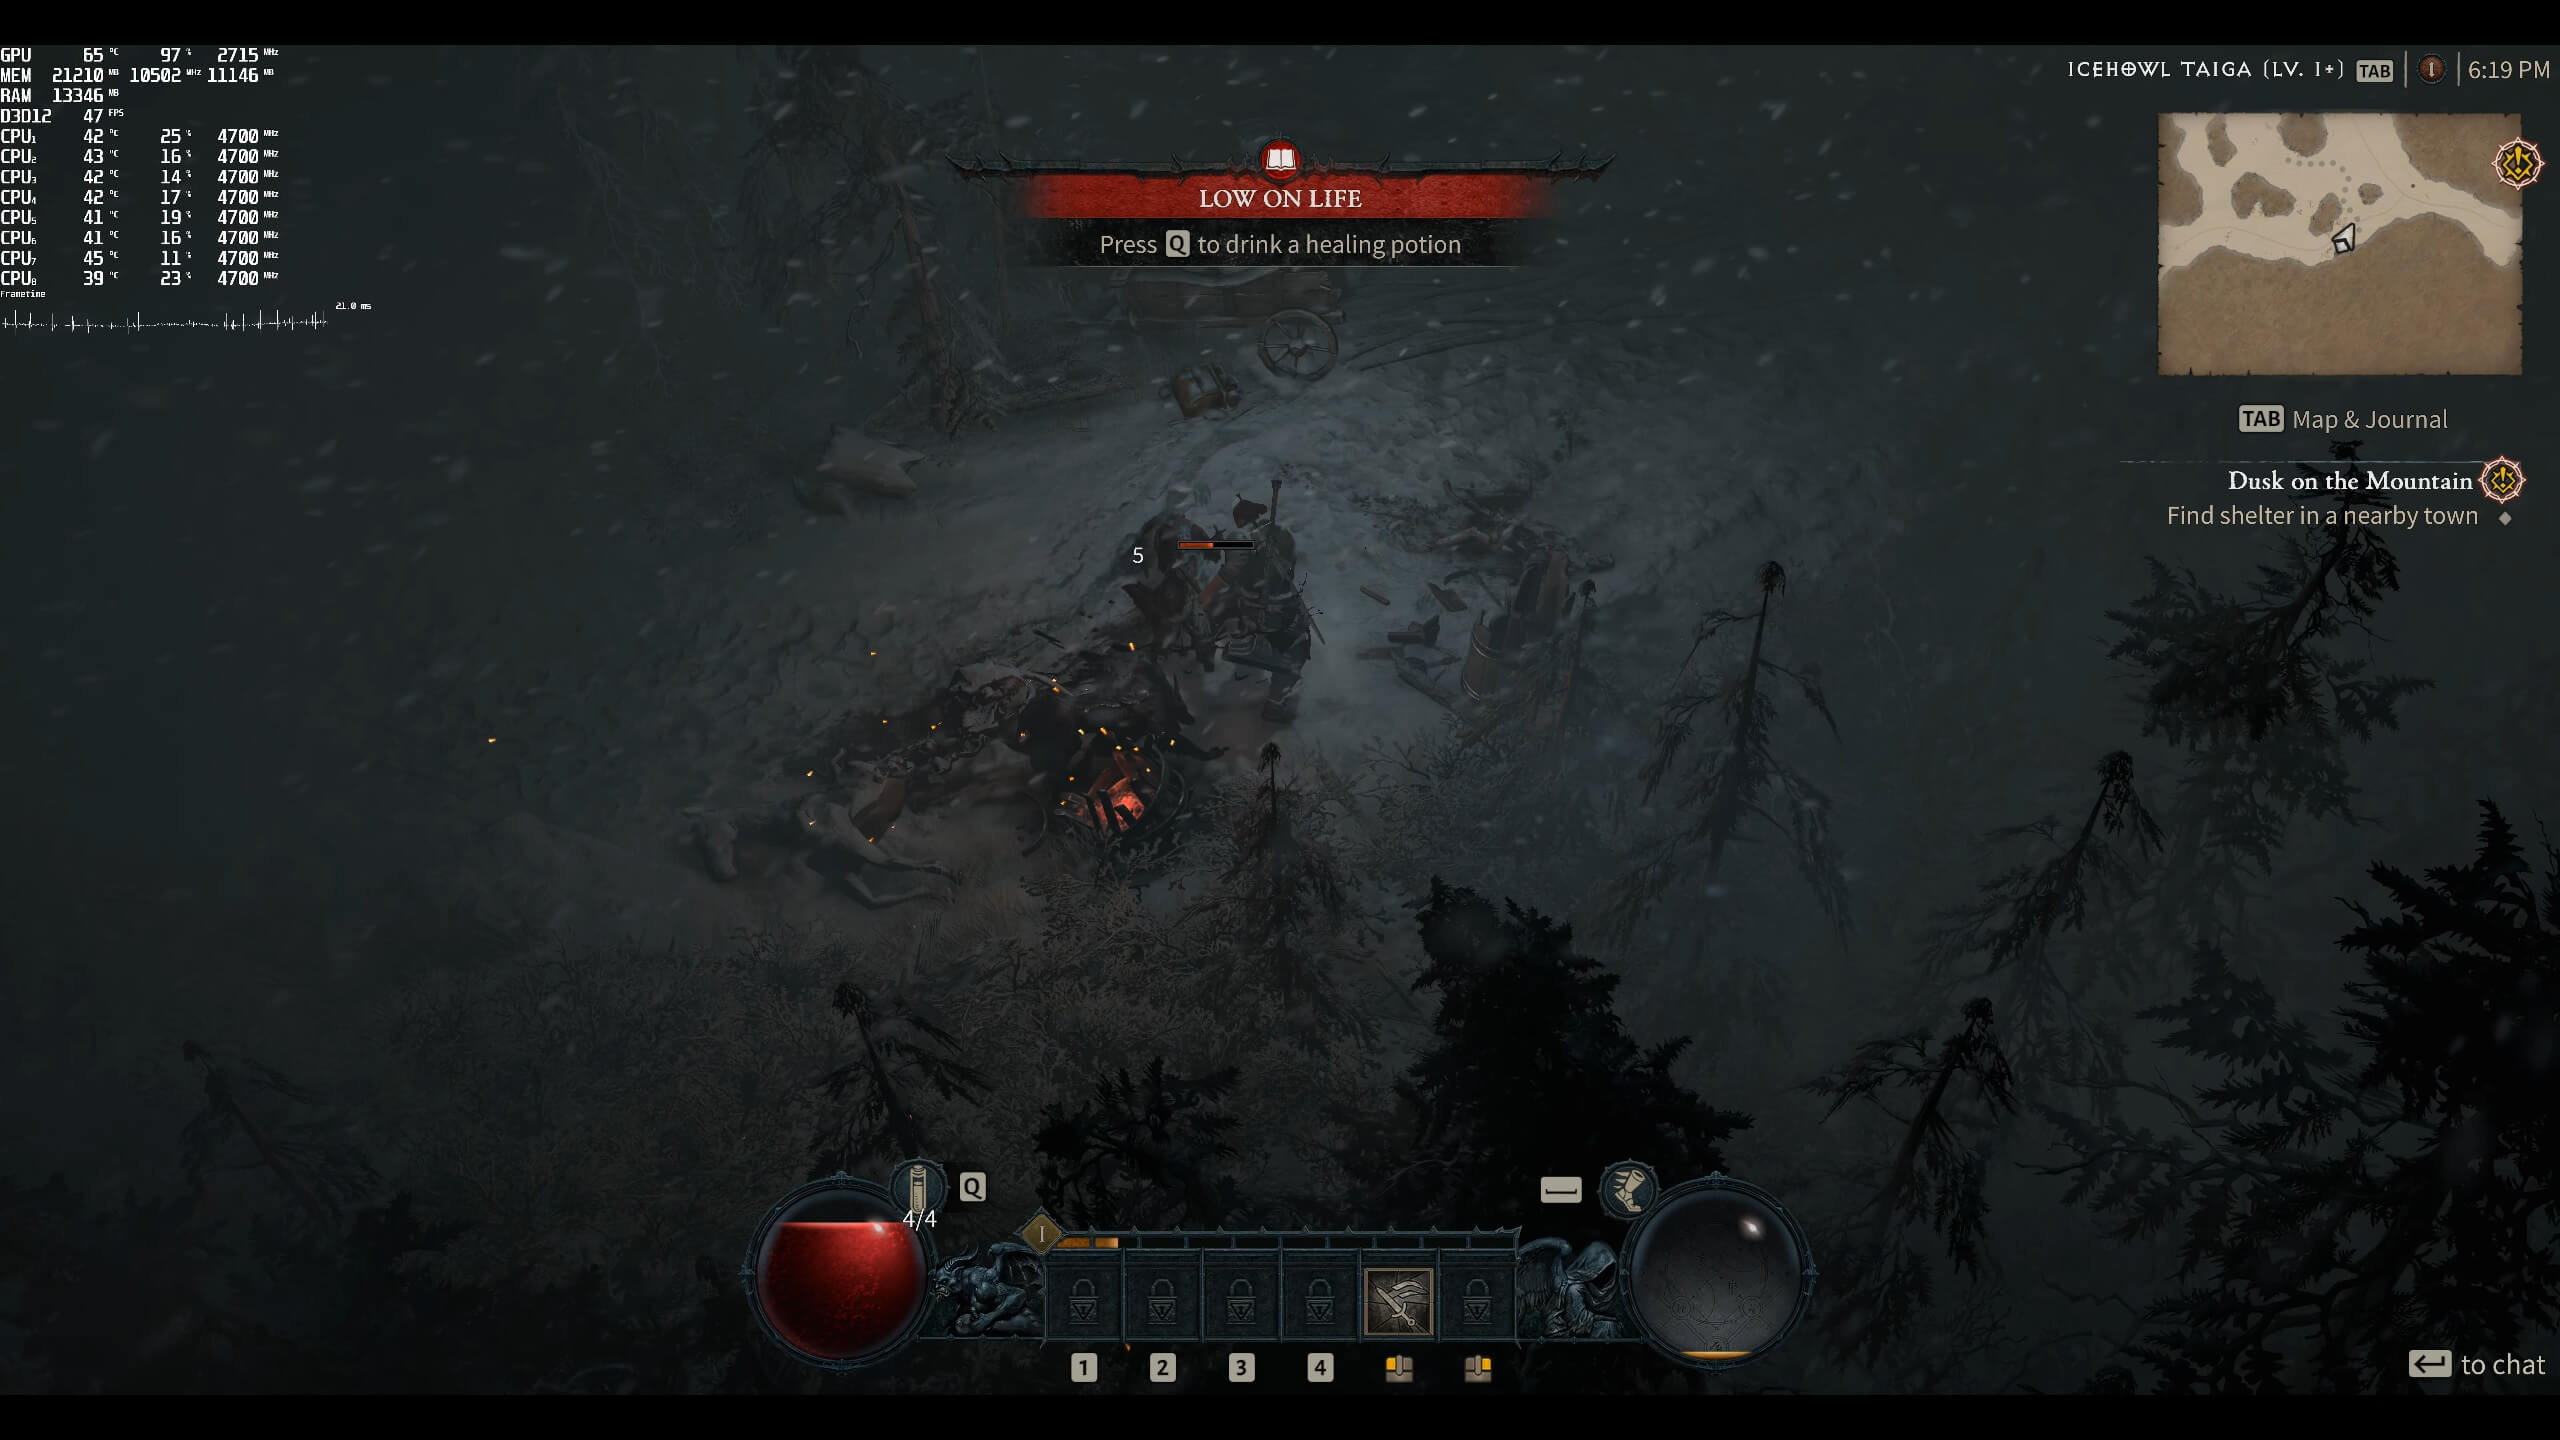 GPU 65 °C 97 % 2715 MHz
MEM 21210 MB 10502 MHz 11146 MB
RAM 13346 MB
D3D12 47 FPS
CPU1 42 °C 25 % 4700 MHz
CPU2 43 °C 16 % 4700 MHz
CPU3 42 °C 14 % 4700 MHz
CPU4 42 °C 17 % 4700 MHz
CPU5 41 °C 19 % 4700 MHz
CPU6 41 °C 16 % 4700 MHz
CPU7 45 °C 11 % 4700 MHz
CPU8 39 °C 23 % 4700 MHz
Frametime
21.0 ms
ICEHOWL TAIGA (LV. 1+) TAB 6:19 PM
LOW ON LIFE
Press Q to drink a healing potion
TAB Map & Journal
Dusk on the Mountain
Find shelter in a nearby town
5
Q
4/4
I
1 2 3 4
to chat